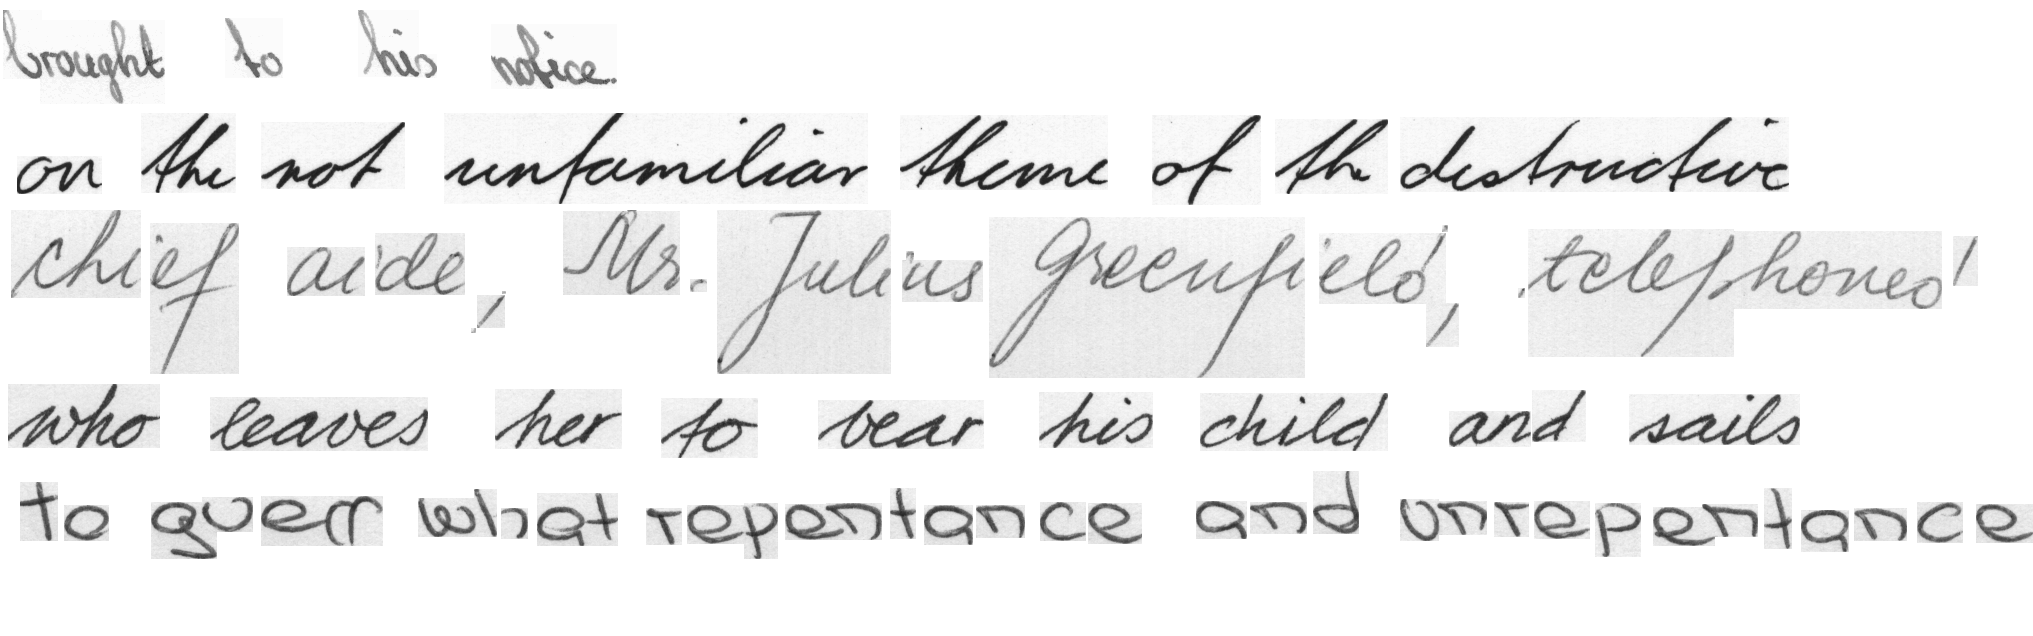 brought to his notice.
on the not unfamiliar theme of the destructive
chief aide, Mr. Julius Greenfield, telephoned
who leaves her to bear his child and sails
to guess what repentance and unrepentance